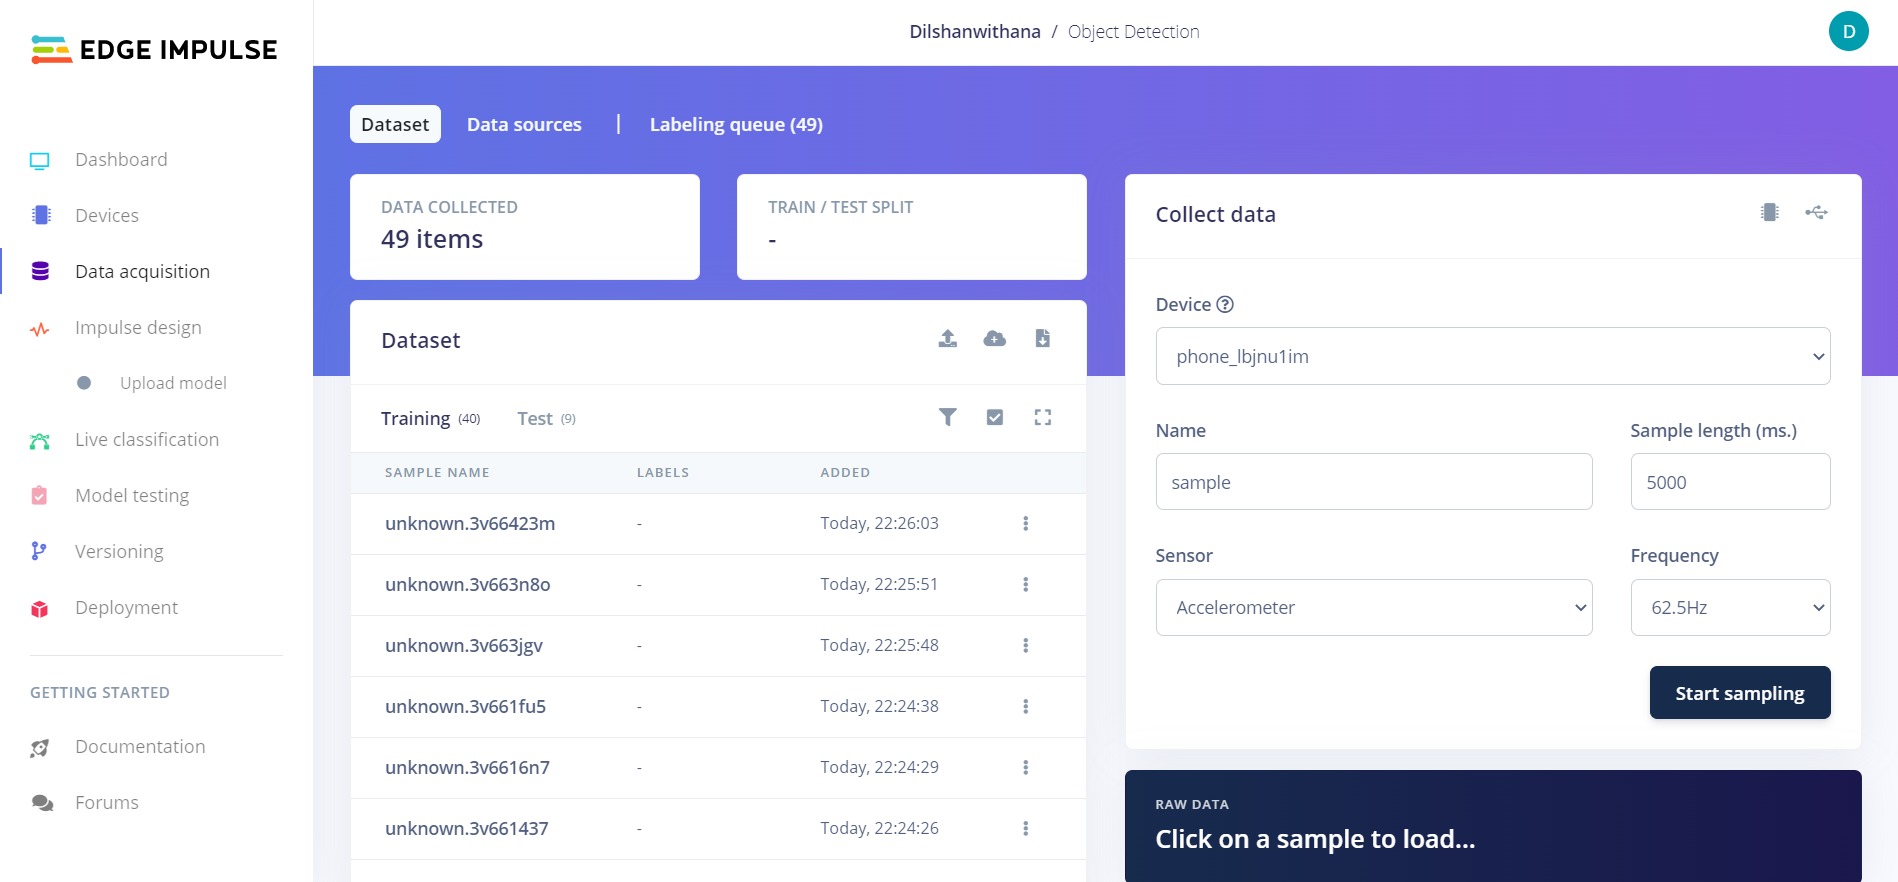 EDGE IMPULSE
Dilshanwithana / Object Detection
D
Dashboard
Devices
Data acquisition
Impulse design
Upload model
Live classification
Model testing
Versioning
Deployment
GETTING STARTED
Documentation
Forums
Dataset
Data sources
|
Labeling queue (49)
DATA COLLECTED
49 items
TRAIN / TEST SPLIT
-
Dataset
Training (40)
Test (9)
SAMPLE NAME LABELS ADDED
unknown.3v66423m - Today, 22:26:03
unknown.3v663n8o - Today, 22:25:51
unknown.3v663jgv - Today, 22:25:48
unknown.3v661fu5 - Today, 22:24:38
unknown.3v6616n7 - Today, 22:24:29
unknown.3v661437 - Today, 22:24:26
Collect data
Device ?
phone_lbjnu1im
Name
sample
Sample length (ms.)
5000
Sensor
Accelerometer
Frequency
62.5Hz
Start sampling
RAW DATA
Click on a sample to load...